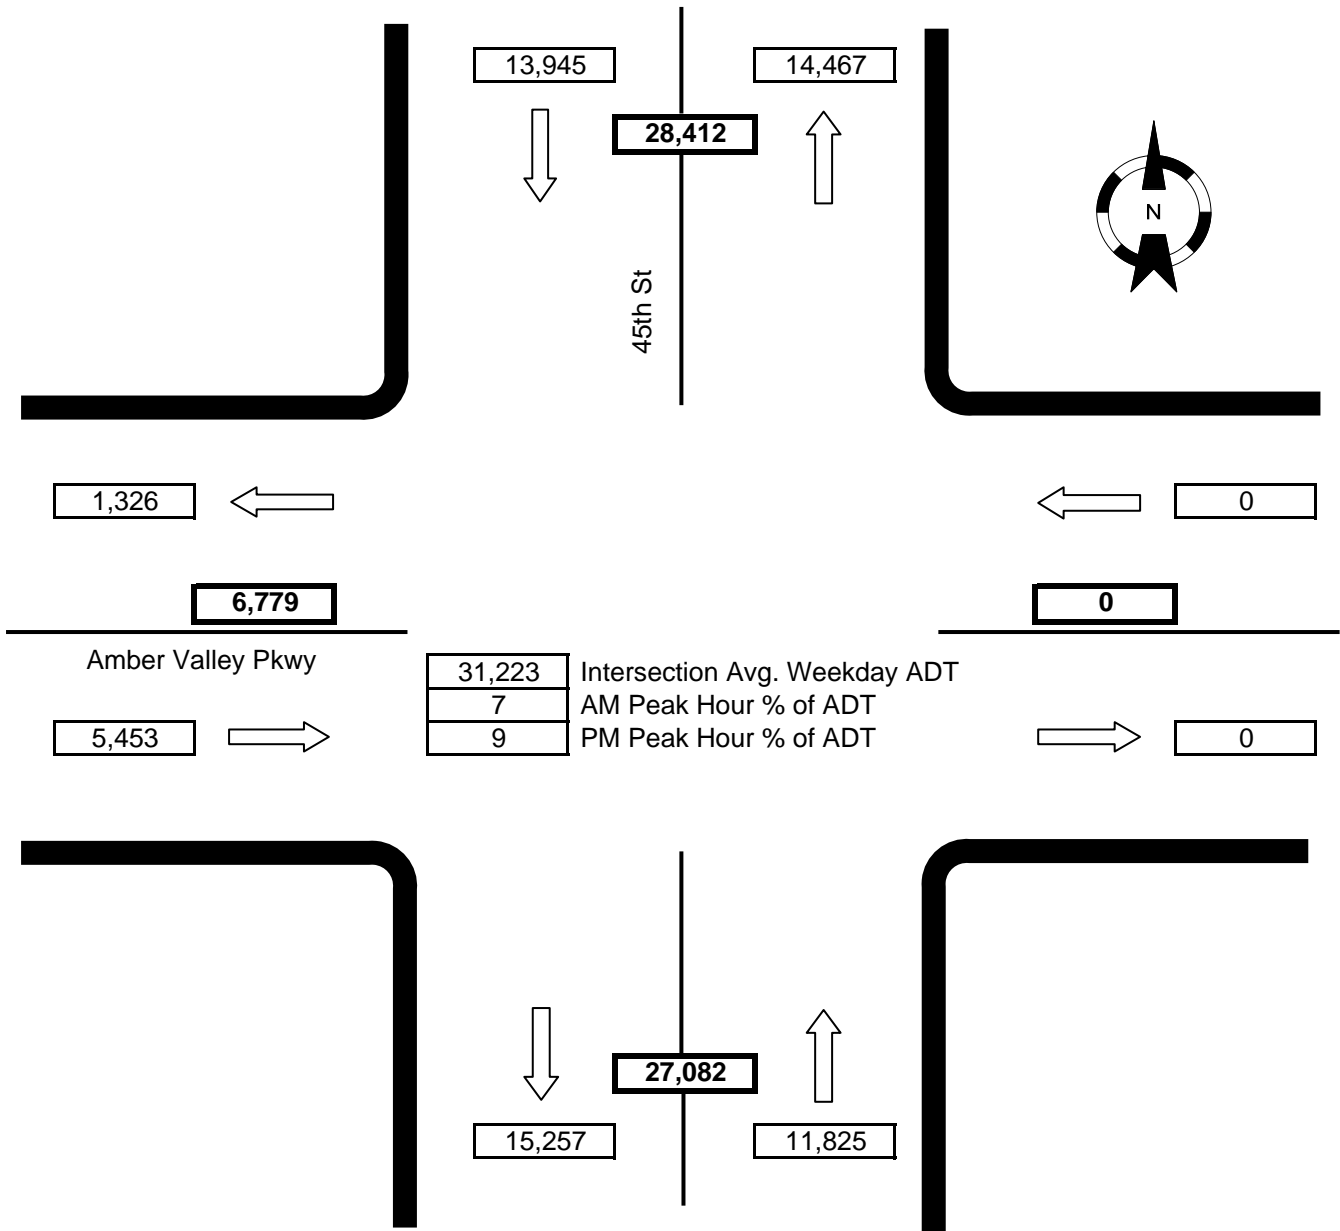 13,945 14,467
28,412
N
45th St
1,326 0
6,779 0
Amber Valley Pkwy
31,223 Intersection Avg. Weekday ADT
7 AM Peak Hour % of ADT
9 PM Peak Hour % of ADT
5,453 0
27,082
15,257 11,825